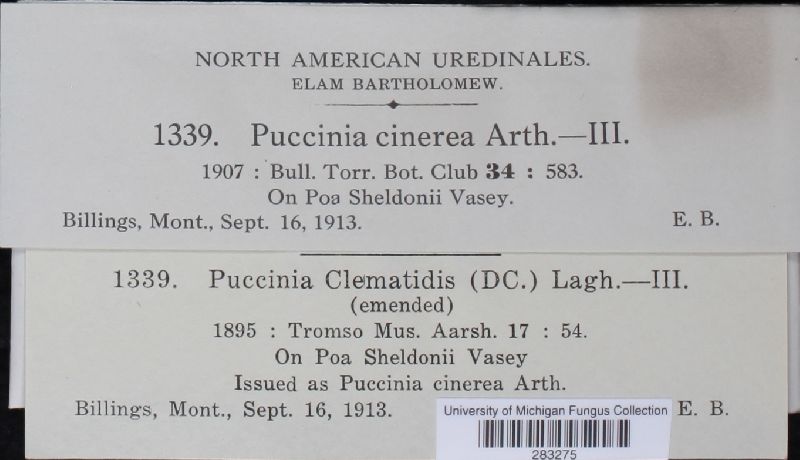 NORTH AMERICAN UREDINALES.
ELAM BARTHOLOMEW.
1339. Puccinia cinerea Arth.—III.
1907 : Bull. Torr. Bot. Club 34 : 583.
On Poa Sheldonii Vasey.
Billings, Mont., Sept. 16, 1913. E. B.
1339. Puccinia Clematidis (DC.) Lagh.—III.
(emended)
1895 : Tromso Mus. Aarsh. 17 : 54.
On Poa Sheldonii Vasey
Issued as Puccinia cinerea Arth.
Billings, Mont., Sept. 16, 1913. E. B.
University of Michigan Fungus Collection
283275